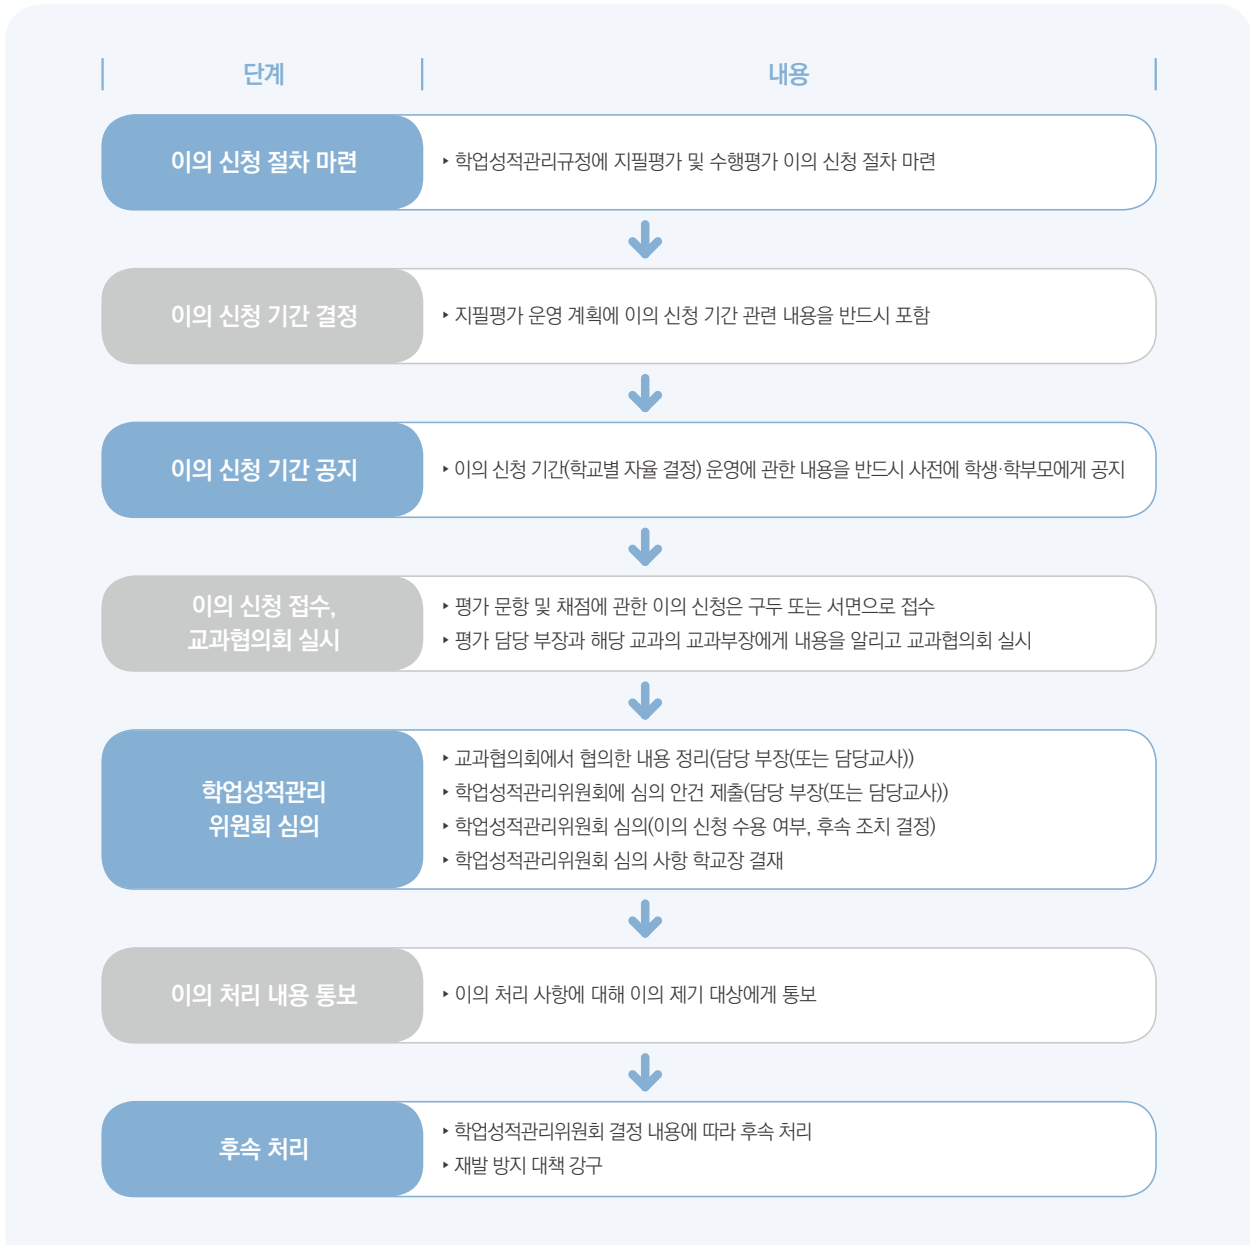 단계
내용
이의 신청 절차 마련
‣ 학업성적관리규정에 지필평가 및 수행평가 이의 신청 절차 마련
이의 신청 기간 결정
‣ 지필평가 운영 계획에 이의 신청 기간 관련 내용을 반드시 포함
이의 신청 기간 공지
‣ 이의 신청 기간(학교별 자율 결정) 운영에 관한 내용을 반드시 사전에 학생·학부모에게 공지
이의 신청 접수,
교과협의회 실시
‣ 평가 문항 및 채점에 관한 이의 신청은 구두 또는 서면으로 접수
‣ 평가 담당 부장과 해당 교과의 교과부장에게 내용을 알리고 교과협의회 실시
학업성적관리
위원회 심의
‣ 교과협의회에서 협의한 내용 정리(담당 부장(또는 담당교사))
‣ 학업성적관리위원회에 심의 안건 제출(담당 부장(또는 담당교사))
‣ 학업성적관리위원회 심의(이의 신청 수용 여부, 후속 조치 결정)
‣ 학업성적관리위원회 심의 사항 학교장 결재
이의 처리 내용 통보
‣ 이의 처리 사항에 대해 이의 제기 대상에게 통보
후속 처리
‣ 학업성적관리위원회 결정 내용에 따라 후속 처리
‣ 재발 방지 대책 강구